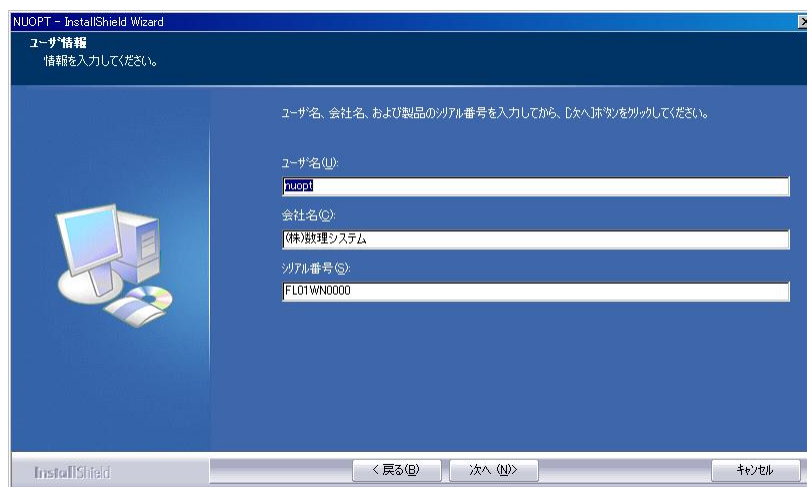 NUOPT - InstallShield Wizard
ユーザ情報
情報を入力してください。
ユーザ名、会社名、および製品のシリアル番号を入力してから、[次へ]ボタンをクリックしてください。
ユーザ名(U):
nuopt
会社名(C):
(株)数理システム
シリアル番号(S):
FL01WN0000
InstallShield
< 戻る(B)
次へ (N)>
キャンセル